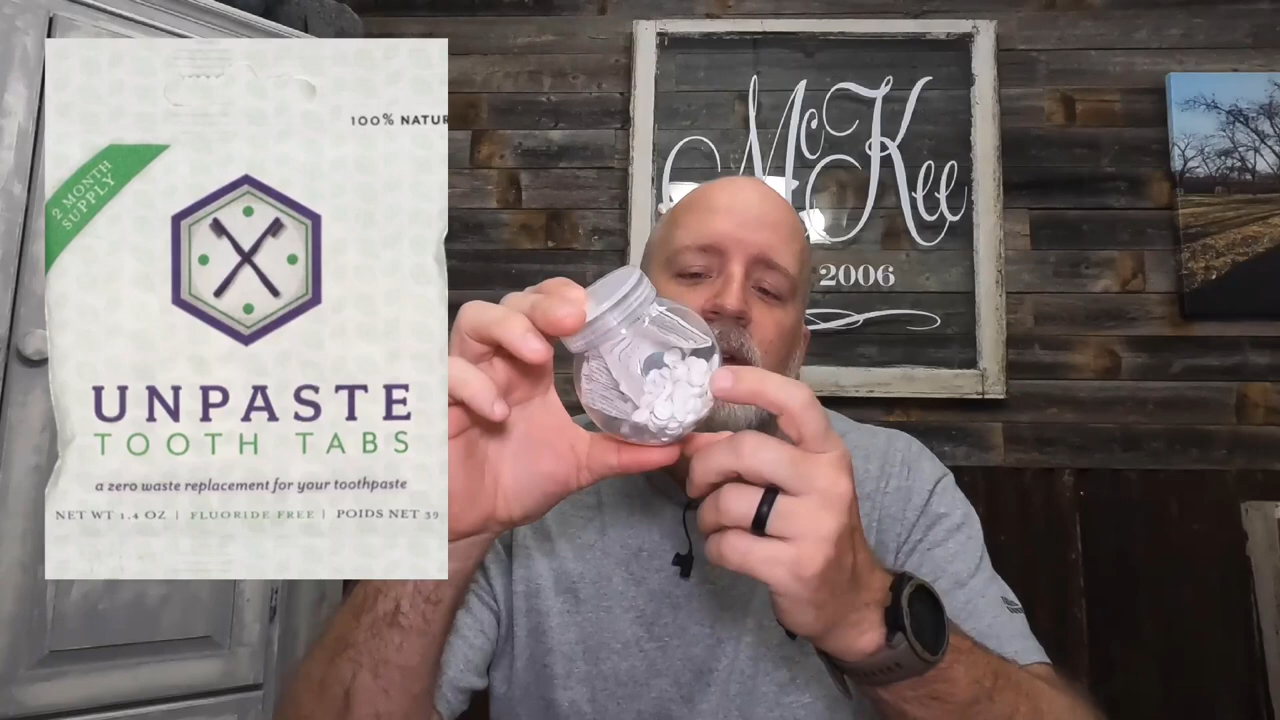 100% NATUR
2 MONTH
SUPPLY
UNPASTE
TOOTH TABS
a zero waste replacement for your toothpaste
NET WT 1.4 OZ | FLUORIDE FREE | POIDS NET 39
McKee
2006